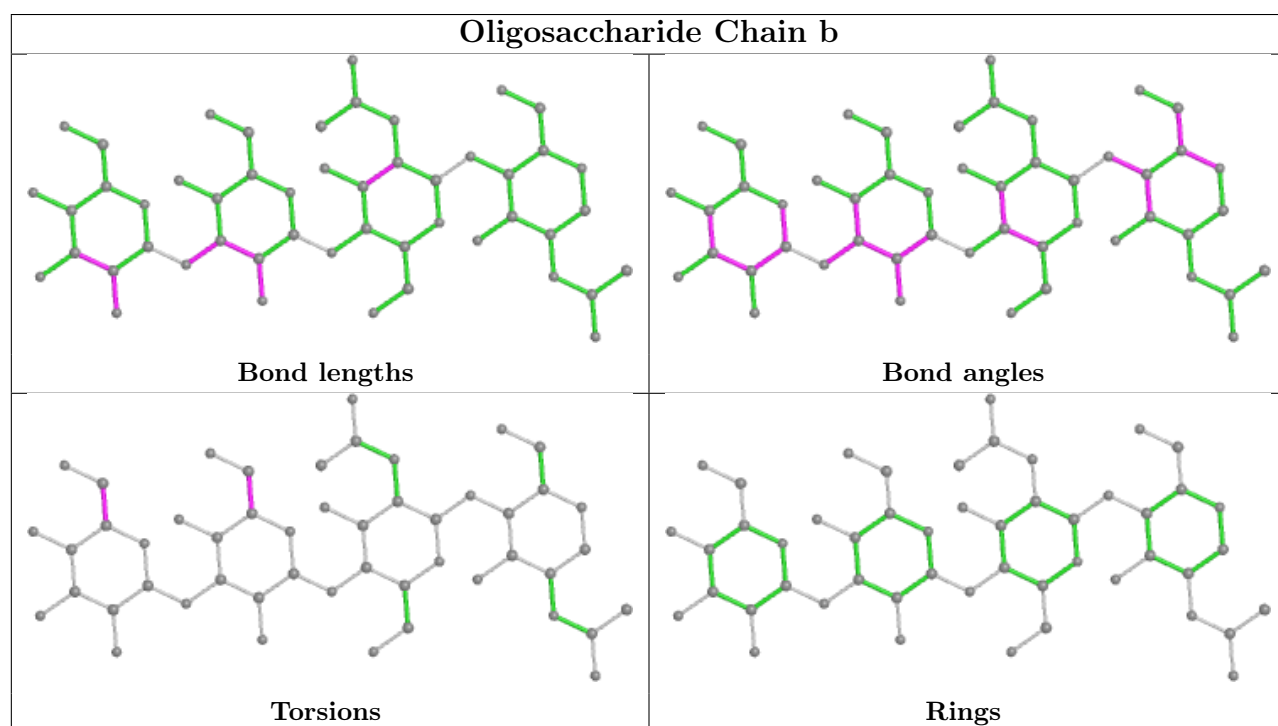 Oligosaccharide Chain b
Bond lengths
Bond angles
Torsions
Rings